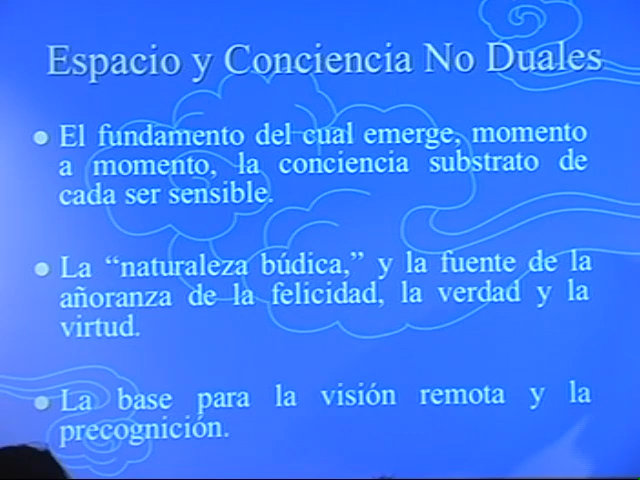 Espacio y Conciencia No Duales
El fundamento del cual emerge, momento
a momento, la conciencia substrato de
cada ser sensible.
La “naturaleza búdica,” y la fuente de la
añoranza de la felicidad, la verdad y la
virtud.
La base para la visión remota y la
precognición.